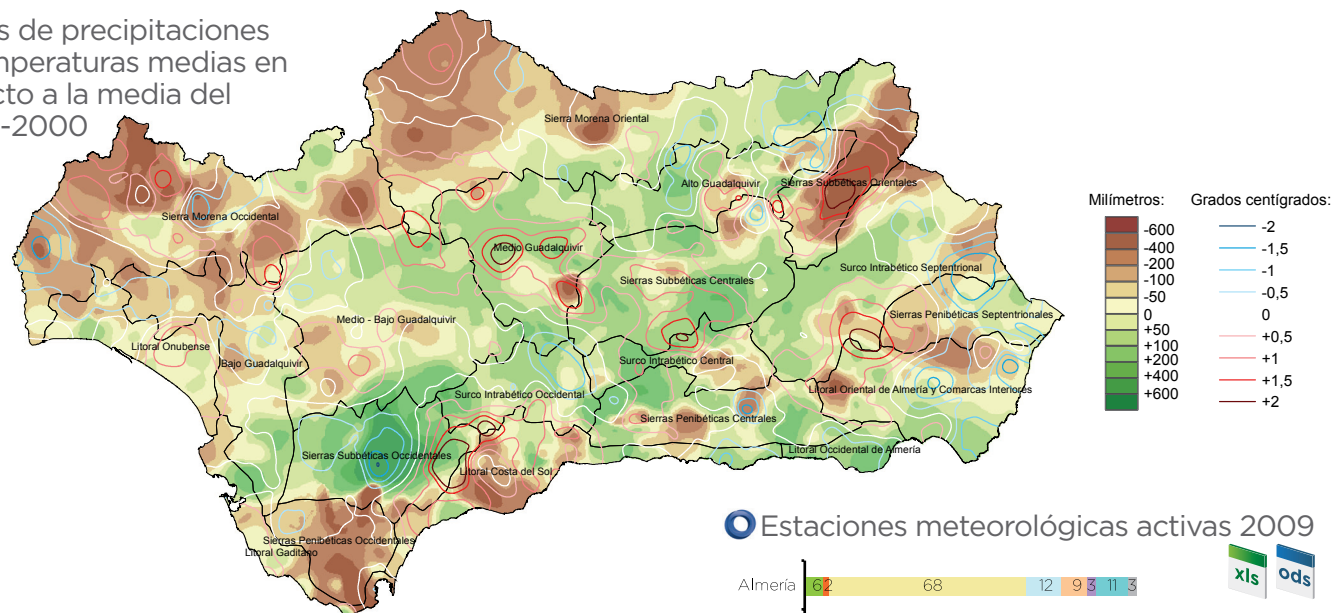 s de precipitaciones
mperaturas medias en
cto a la media del
-2000
Sierra Morena Oriental
Alto Guadalquivir
Sierras Subbéticas Orientales
Sierra Morena Occidental
Medio Guadalquivir
Surco Intrabético Septentrional
Sierras Subbéticas Centrales
Sierras Penibéticas Septentrionales
Medio - Bajo Guadalquivir
Litoral Onubense
Bajo Guadalquivir
Surco Intrabético Central
Surco Intrabético Occidental
Litoral Oriental de Almería y Comarcas Interiores
Sierras Penibéticas Centrales
Sierras Subbéticas Occidentales
Litoral Occidental de Almería
Litoral Costa del Sol
Sierras Penibéticas Occidentales
Litoral Gaditano
Milímetros:
-600
-400
-200
-100
-50
0
+50
+100
+200
+400
+600
Grados centígrados:
-2
-1,5
-1
-0,5
0
+0,5
+1
+1,5
+2
Estaciones meteorológicas activas 2009
Almería 6 2 68 12 9 3 11 3
xls ods